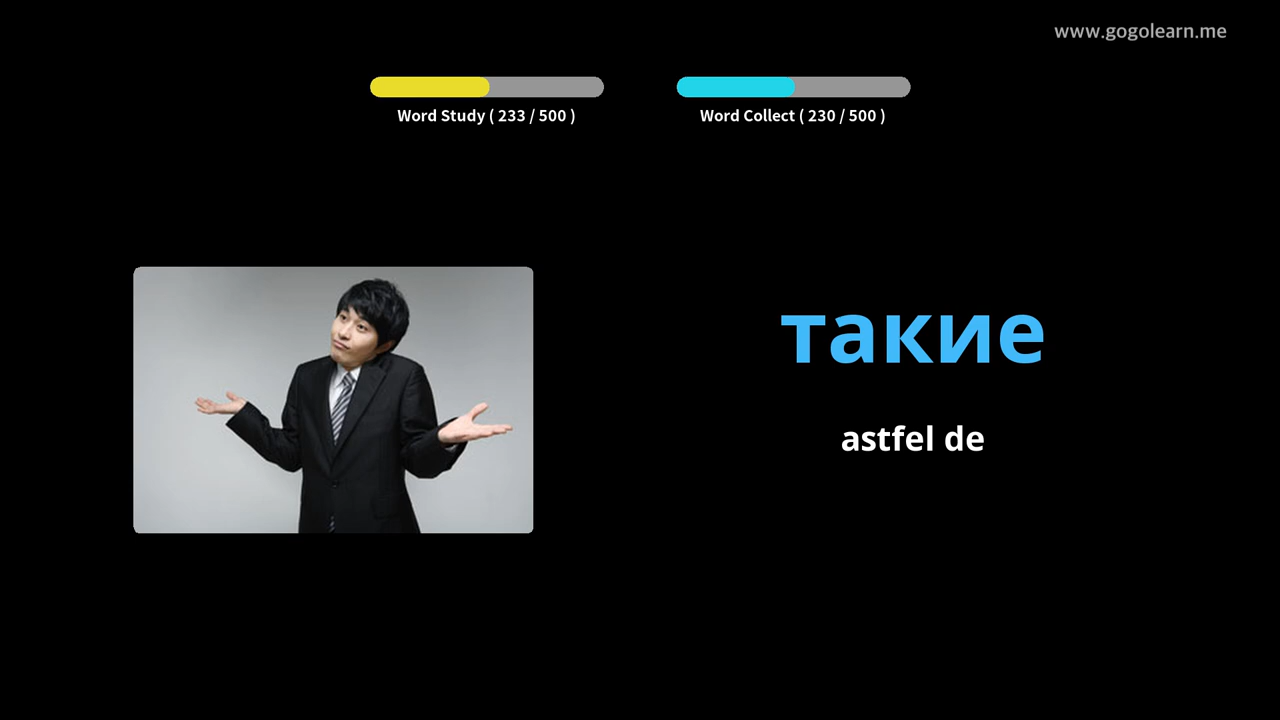 www.gogolearn.me
Word Study ( 233 / 500 )
Word Collect ( 230 / 500 )
такие
astfel de